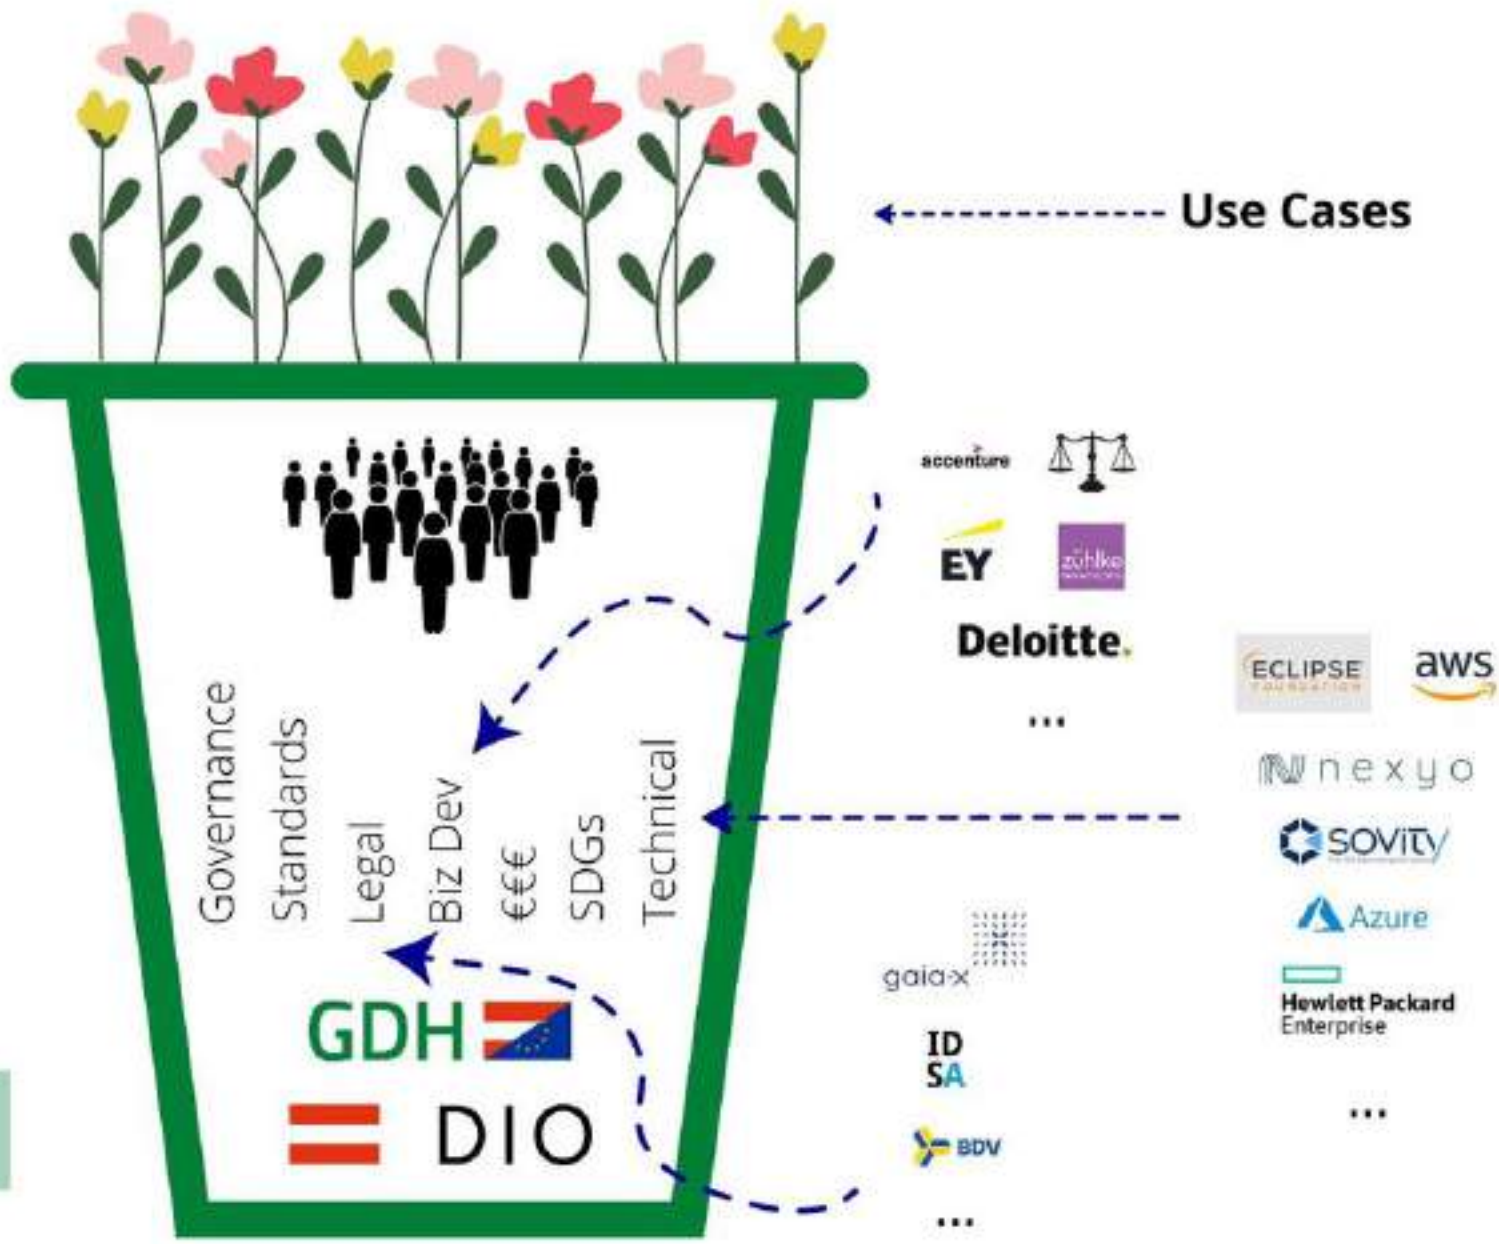 Use Cases
accenture
EY
zühlke
Deloitte.
...
ECLIPSE
FOUNDATION
aws
nexyo
sovity
Azure
Hewlett Packard
Enterprise
...
Governance
Standards
Legal
Biz Dev
€€€
SDGs
Technical
gaia-x
ID
SA
BDV
...
GDH
DIO